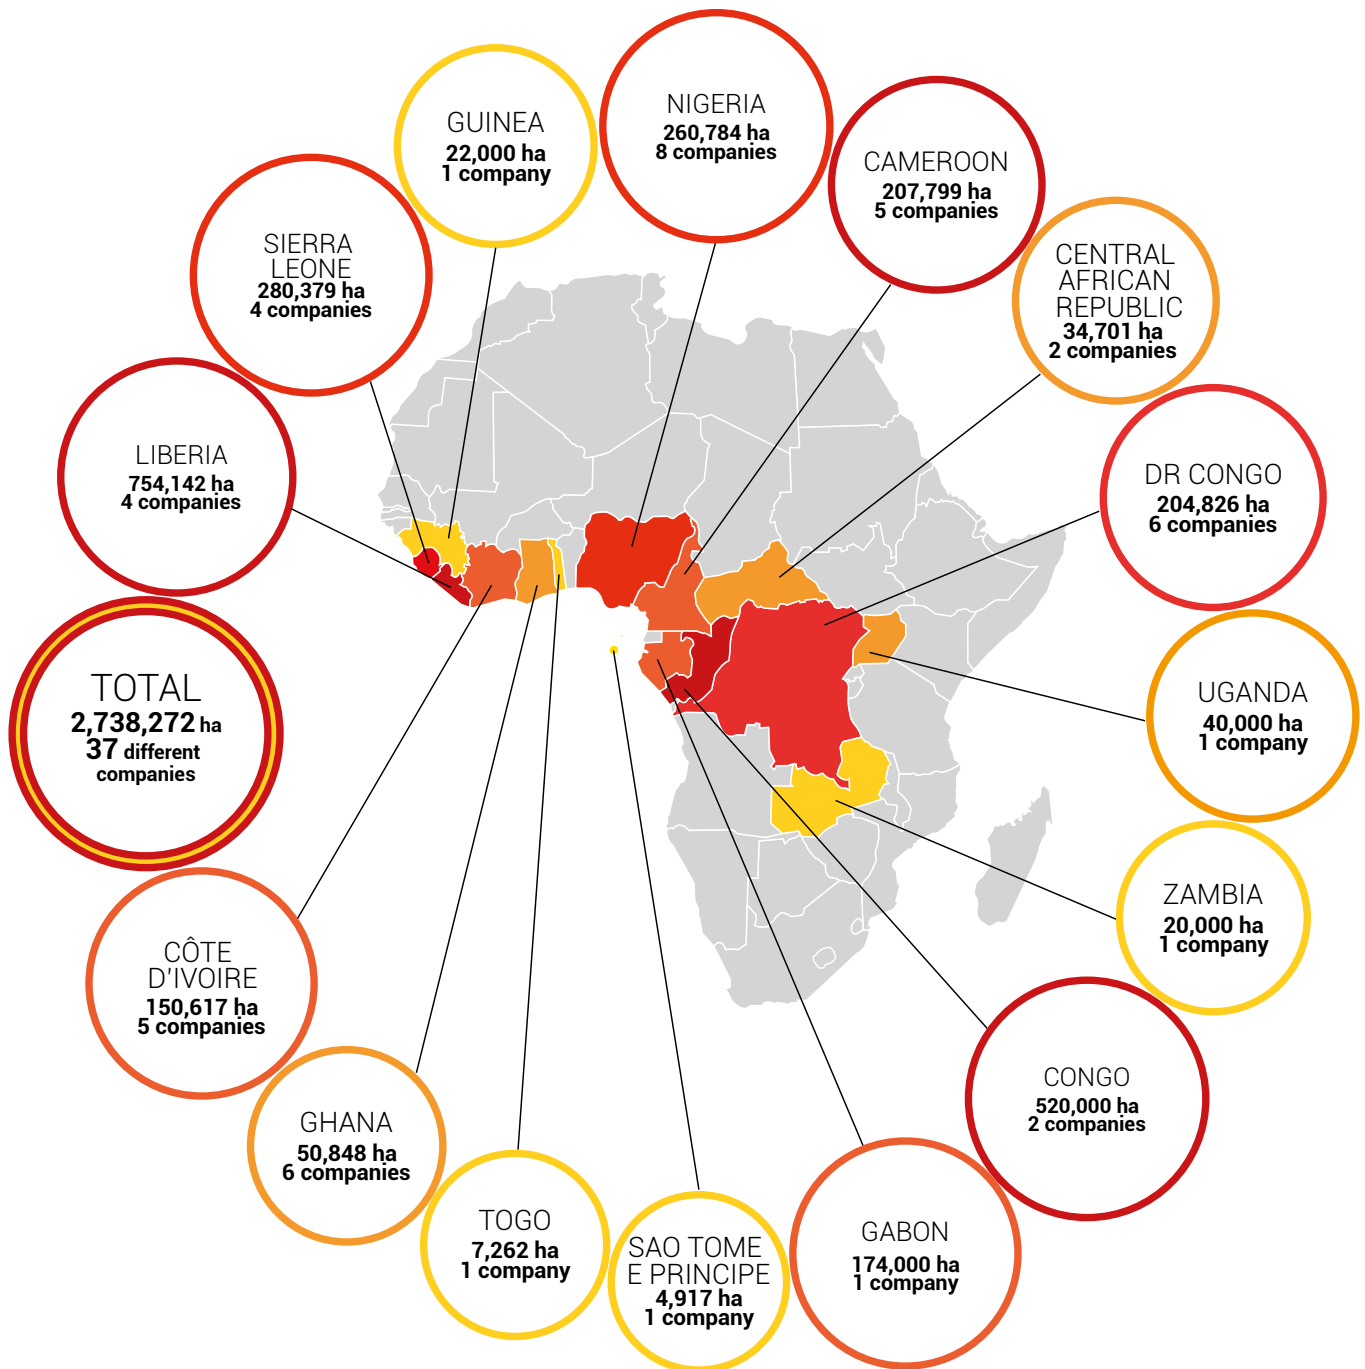 NIGERIA
260,784 ha
8 companies
GUINEA
22,000 ha
1 company
CAMEROON
207,799 ha
5 companies
SIERRA
LEONE
280,379 ha
4 companies
CENTRAL
AFRICAN
REPUBLIC
34,701 ha
2 companies
LIBERIA
754,142 ha
4 companies
DR CONGO
204,826 ha
6 companies
TOTAL
2,738,272 ha
37 different
companies
UGANDA
40,000 ha
1 company
ZAMBIA
20,000 ha
1 company
CÔTE
D'IVOIRE
150,617 ha
5 companies
CONGO
520,000 ha
2 companies
GHANA
50,848 ha
6 companies
TOGO
7,262 ha
1 company
SAO TOME
E PRINCIPE
4,917 ha
1 company
GABON
174,000 ha
1 company